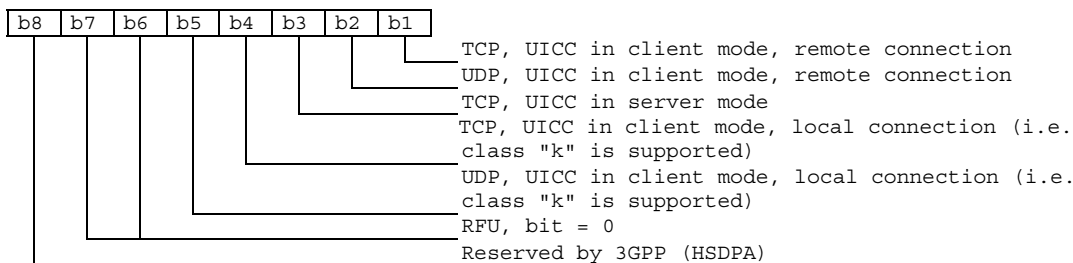 b8 b7 b6 b5 b4 b3 b2 b1
TCP, UICC in client mode, remote connection
UDP, UICC in client mode, remote connection
TCP, UICC in server mode
TCP, UICC in client mode, local connection (i.e.
class "k" is supported)
UDP, UICC in client mode, local connection (i.e.
class "k" is supported)
RFU, bit = 0
Reserved by 3GPP (HSDPA)